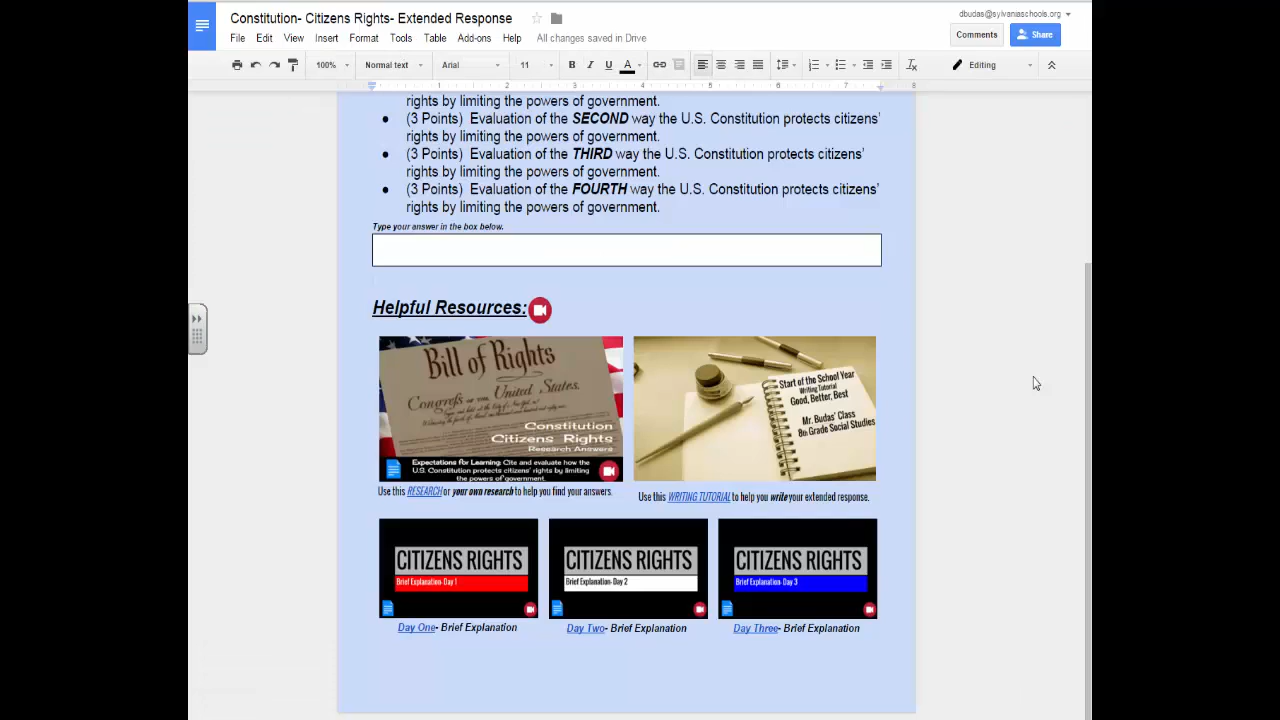 Constitution- Citizens Rights- Extended Response
dbudas@sylvaniaschools.org
File Edit View Insert Format Tools Table Add-ons Help All changes saved in Drive
Comments
Share
100% Normal text Arial 11 B I U A Editing
1 2 3 4 5 6 7 8
rights by limiting the powers of government.
● (3 Points) Evaluation of the SECOND way the U.S. Constitution protects citizens'
rights by limiting the powers of government.
● (3 Points) Evaluation of the THIRD way the U.S. Constitution protects citizens'
rights by limiting the powers of government.
● (3 Points) Evaluation of the FOURTH way the U.S. Constitution protects citizens'
rights by limiting the powers of government.
Type your answer in the box below.
Helpful Resources:
Bill of Rights
Congress OF THE United States.
Constitution
Citizens Rights
Research Answers
Expectations for Learning: Cite and evaluate how the
U.S. Constitution protects citizens' rights by limiting
the powers of government.
Use this RESEARCH or your own research to help you find your answers.
Start of the School Year
Writing Tutorial
Good, Better, Best
Mr. Budas' Class
8th Grade Social Studies
Use this WRITING TUTORIAL to help you write your extended response.
CITIZENS RIGHTS
Brief Explanation- Day 1
Day One- Brief Explanation
CITIZENS RIGHTS
Brief Explanation- Day 2
Day Two- Brief Explanation
CITIZENS RIGHTS
Brief Explanation- Day 3
Day Three- Brief Explanation